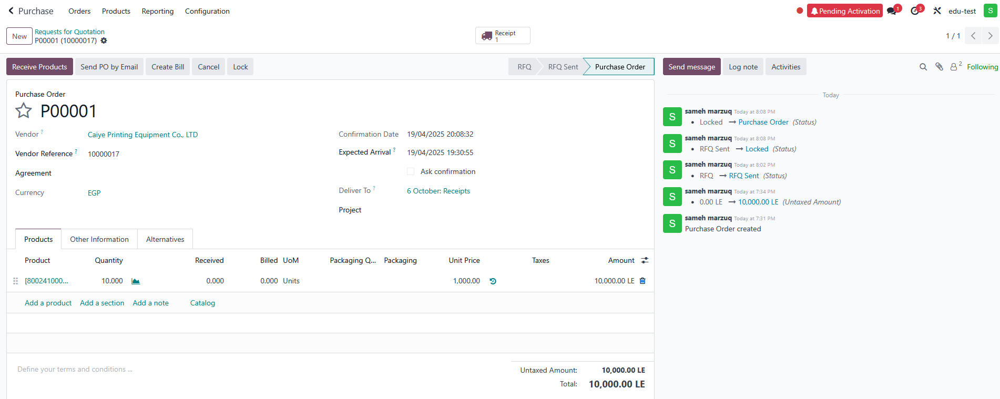 Purchase Orders Products Reporting Configuration
Pending Activation 1 3 edu-test S
New Requests for Quotation
P00001 (10000017)
Receipt
1
1 / 1
Receive Products Send PO by Email Create Bill Cancel Lock
RFQ RFQ Sent Purchase Order
Send message Log note Activities
2 Following
Purchase Order
P00001
Vendor ? Caiye Printing Equipment Co., LTD
Vendor Reference ? 10000017
Agreement
Currency EGP
Confirmation Date 19/04/2025 20:08:32
Expected Arrival ? 19/04/2025 19:30:55
Ask confirmation
Deliver To ? 6 October: Receipts
Project
Products Other Information Alternatives
Product Quantity Received Billed UoM Packaging Q... Packaging Unit Price Taxes Amount
[800241000... 10.000 0.000 0.000 Units 1,000.00 10,000.00 LE
Add a product Add a section Add a note Catalog
Define your terms and conditions ...
Untaxed Amount: 10,000.00 LE
Total: 10,000.00 LE
Today
S sameh marzuq Today at 8:08 PM
• Locked → Purchase Order (Status)
S sameh marzuq Today at 8:08 PM
• RFQ Sent → Locked (Status)
S sameh marzuq Today at 8:02 PM
• RFQ → RFQ Sent (Status)
S sameh marzuq Today at 7:34 PM
• 0.00 LE → 10,000.00 LE (Untaxed Amount)
S sameh marzuq Today at 7:31 PM
Purchase Order created